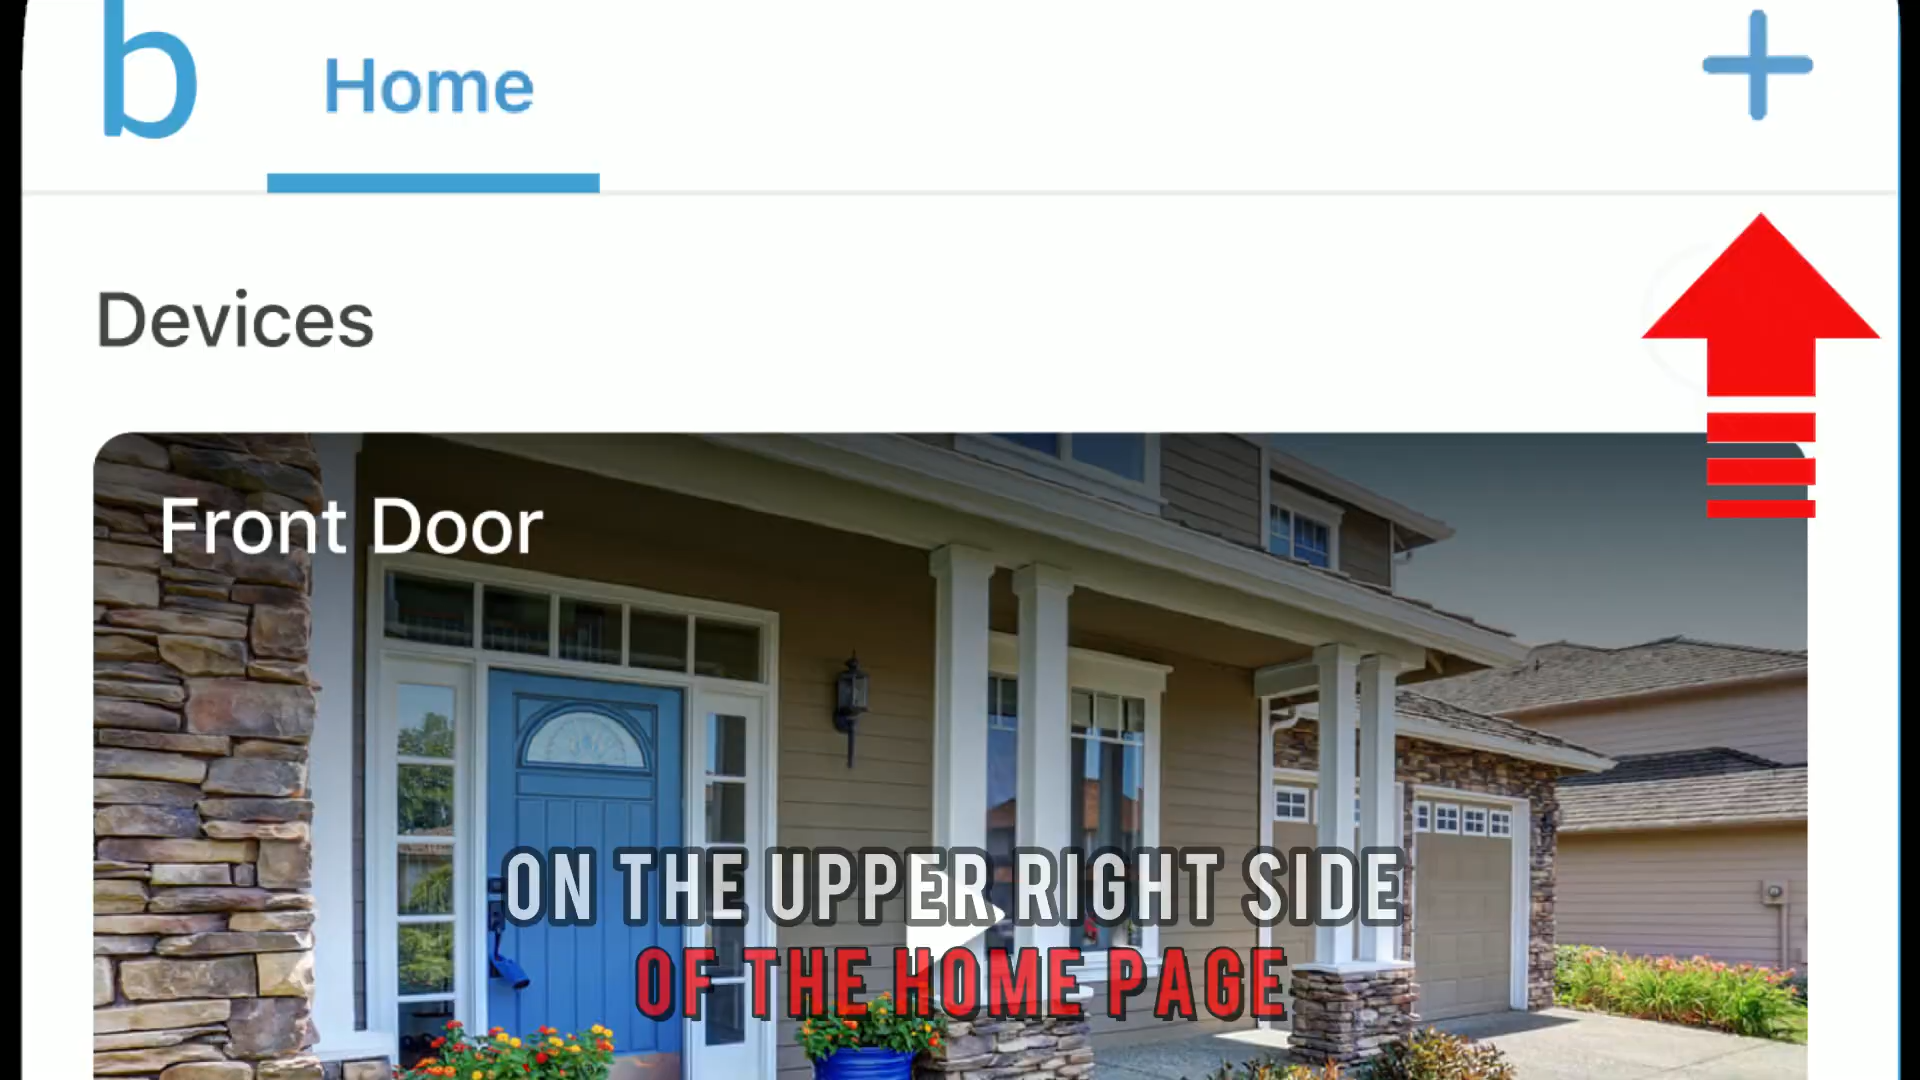 b
Home
Devices
Front Door
ON THE UPPER RIGHT SIDE
OF THE HOME PAGE